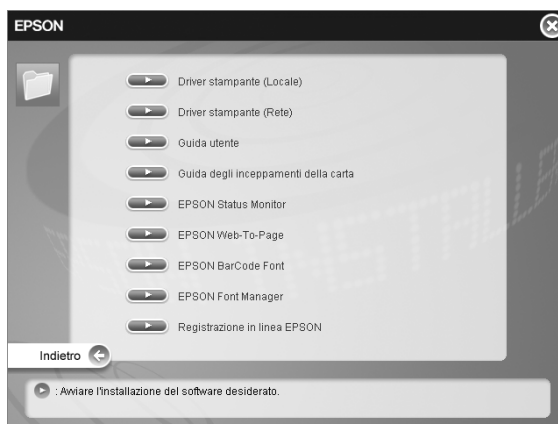 EPSON
Driver stampante (Locale)
Driver stampante (Rete)
Guida utente
Guida degli inceppamenti della carta
EPSON Status Monitor
EPSON Web-To-Page
EPSON BarCode Font
EPSON Font Manager
Registrazione in linea EPSON
Indietro
: Avviare l'installazione del software desiderato.